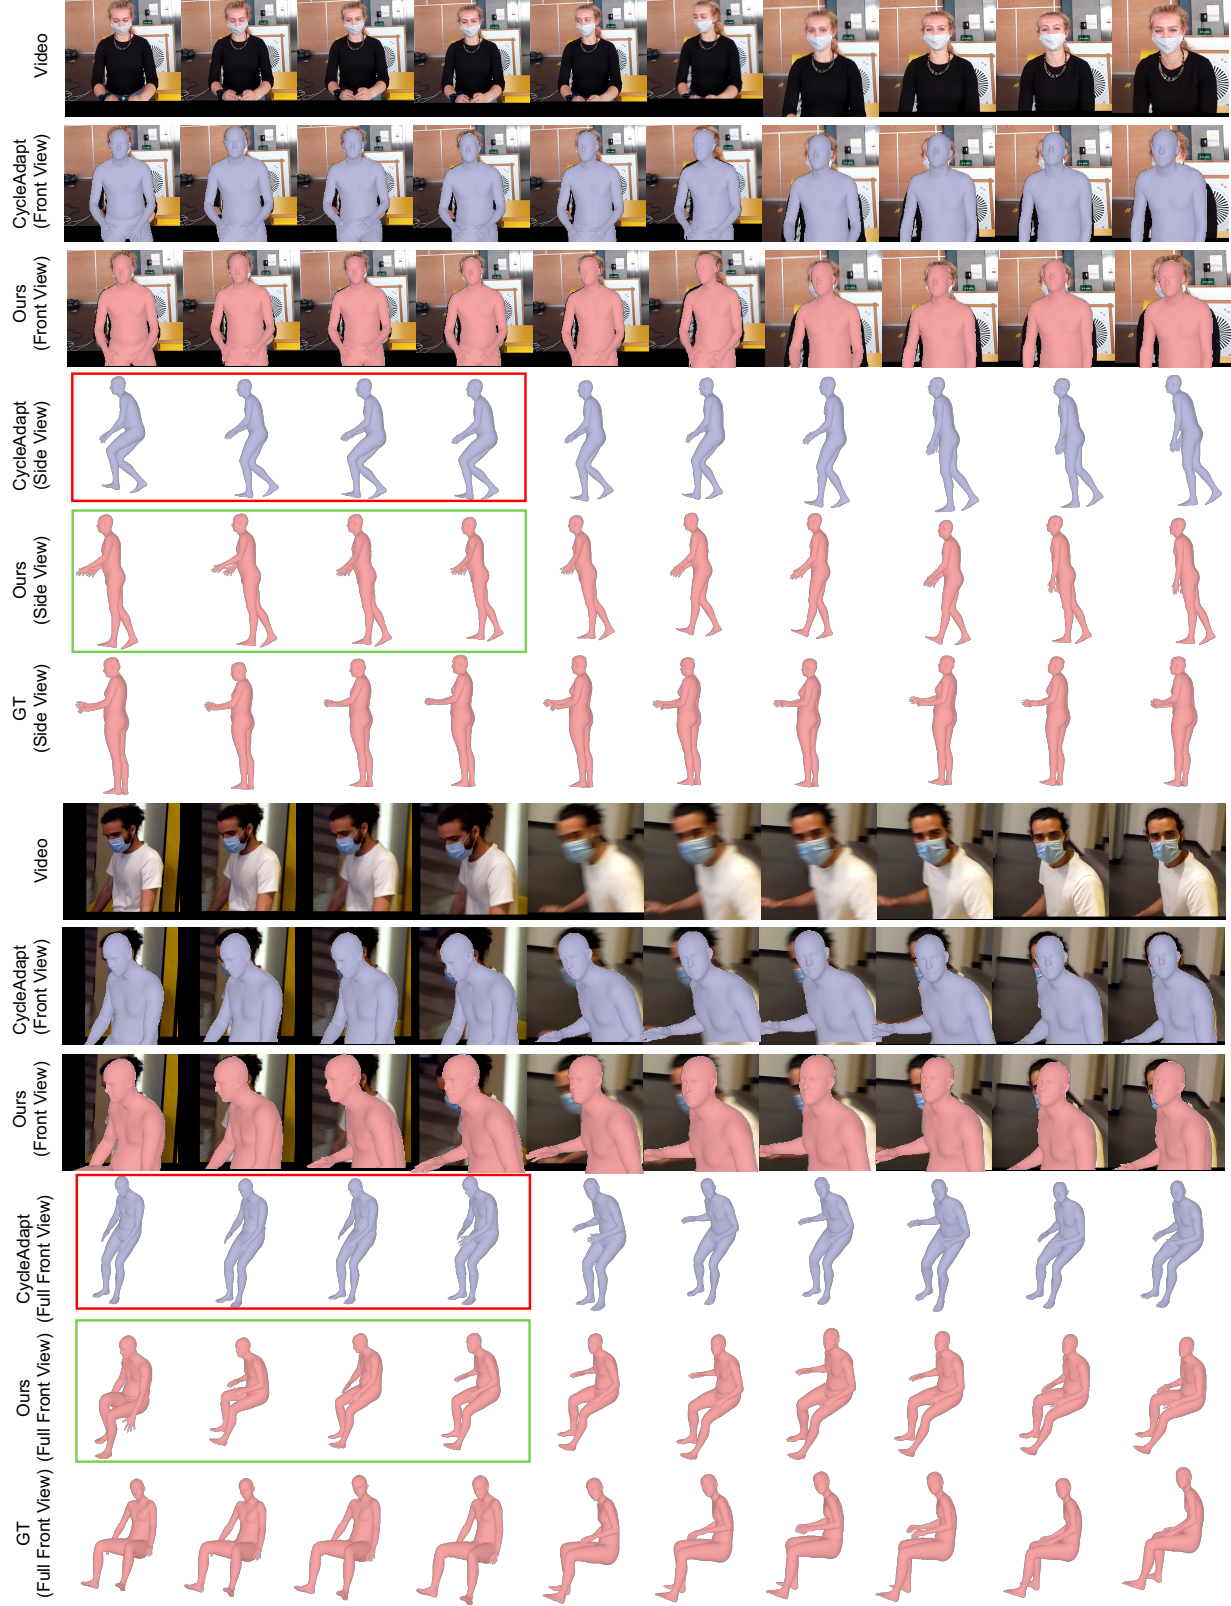 Video
CycleAdapt
(Front View)
Ours
(Front View)
CycleAdapt
(Side View)
Ours
(Side View)
GT
(Side View)
Video
CycleAdapt
(Front View)
Ours
(Front View)
CycleAdapt
(Full Front View)
Ours
(Full Front View)
GT
(Full Front View)